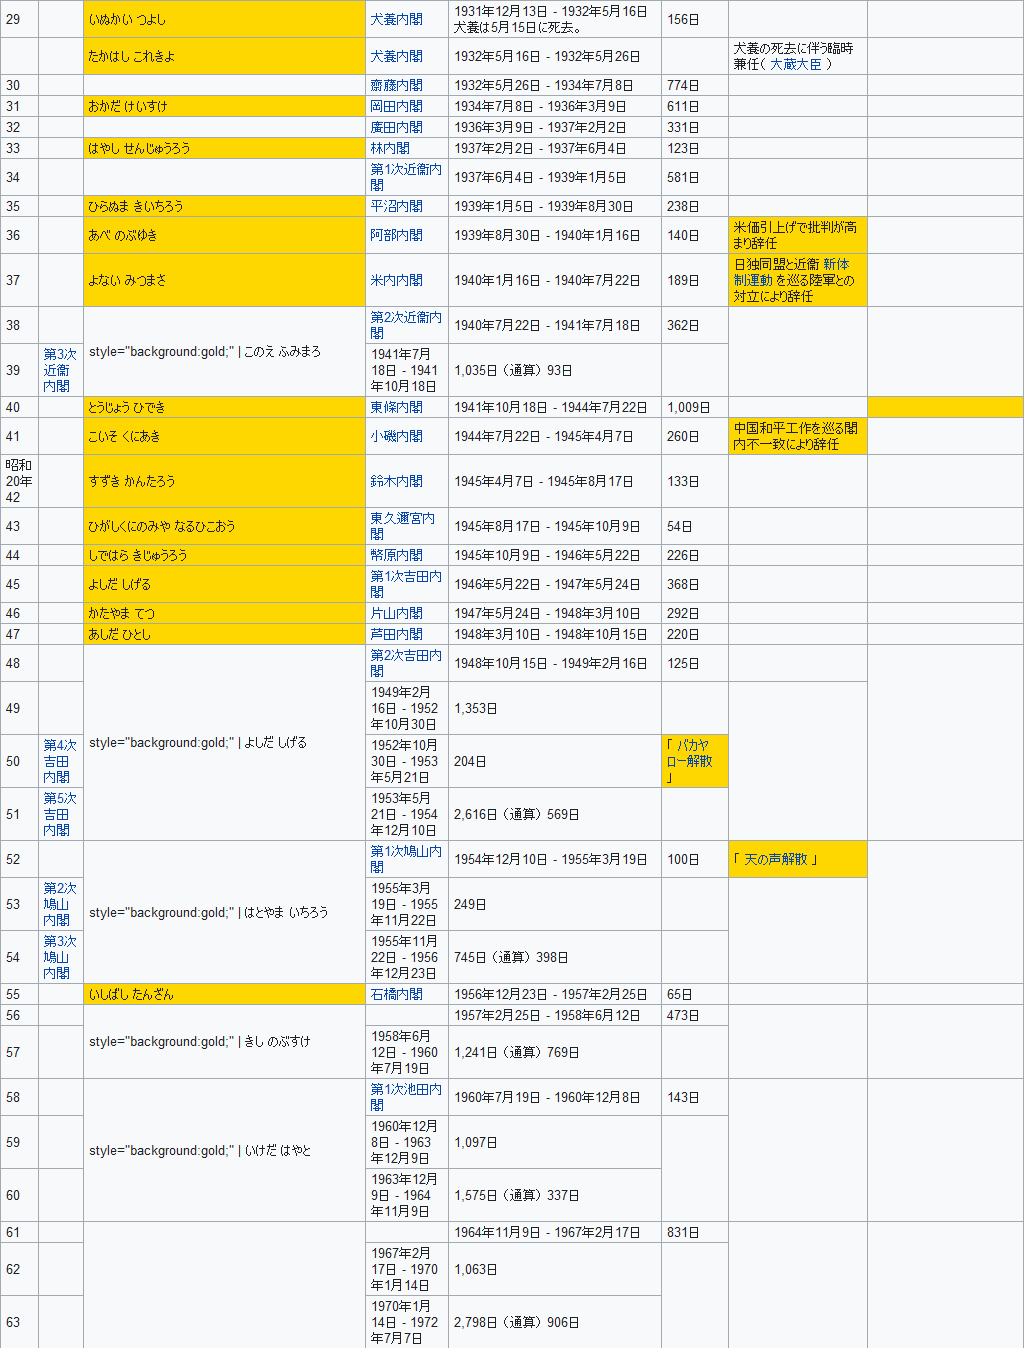 29 いぬかい つよし 犬養内閣 1931年12月13日 - 1932年5月16日 156日
犬養は5月15日に死去。
たかはし これきよ 犬養内閣 1932年5月16日 - 1932年5月26日 犬養の死去に伴う臨時
兼任（ 大蔵大臣 ）
30 齋藤内閣 1932年5月26日 - 1934年7月8日 774日
31 おかだ けいすけ 岡田内閣 1934年7月8日 - 1936年3月9日 611日
32 廣田内閣 1936年3月9日 - 1937年2月2日 331日
33 はやし せんじゅうろう 林内閣 1937年2月2日 - 1937年6月4日 123日
34 第1次近衞内
閣 1937年6月4日 - 1939年1月5日 581日
35 ひらぬま きいちろう 平沼内閣 1939年1月5日 - 1939年8月30日 238日
36 あべ のぶゆき 阿部内閣 1939年8月30日 - 1940年1月16日 140日 米価引上げで批判が高
まり辞任
37 よない みつまさ 米内内閣 1940年1月16日 - 1940年7月22日 189日 日独同盟と近衞 新体
制運動 を巡る陸軍との
対立により辞任
38 第2次近衞内
閣 1940年7月22日 - 1941年7月18日 362日
style="background:gold;" | このえ ふみまろ
39 第3次
近衞
内閣 1941年7月
18日 - 1941
年10月18日 1,035日（通算）93日
40 とうじょう ひでき 東條内閣 1941年10月18日 - 1944年7月22日 1,009日
41 こいそ くにあき 小磯内閣 1944年7月22日 - 1945年4月7日 260日 中国和平工作を巡る閣
内不一致により辞任
昭和
20年
42 すずき かんたろう 鈴木内閣 1945年4月7日 - 1945年8月17日 133日
43 ひがしくにのみや なるひこおう 東久邇宮内
閣 1945年8月17日 - 1945年10月9日 54日
44 しではら きじゅうろう 幣原内閣 1945年10月9日 - 1946年5月22日 226日
45 よしだ しげる 第1次吉田内
閣 1946年5月22日 - 1947年5月24日 368日
46 かたやま てつ 片山内閣 1947年5月24日 - 1948年3月10日 292日
47 あしだ ひとし 芦田内閣 1948年3月10日 - 1948年10月15日 220日
48 第2次吉田内
閣 1948年10月15日 - 1949年2月16日 125日
49 1949年2月
16日 - 1952
年10月30日 1,353日
style="background:gold;" | よしだ しげる
50 第4次
吉田
内閣 1952年10月
30日 - 1953
年5月21日 204日 「 バカヤ
ロー解散
」
51 第5次
吉田
内閣 1953年5月
21日 - 1954
年12月10日 2,616日（通算）569日
52 第1次鳩山内
閣 1954年12月10日 - 1955年3月19日 100日 「 天の声解散 」
53 第2次
鳩山
内閣 1955年3月
19日 - 1955
年11月22日 249日
style="background:gold;" | はとやま いちろう
54 第3次
鳩山
内閣 1955年11月
22日 - 1956
年12月23日 745日（通算）398日
55 いしばし たんざん 石橋内閣 1956年12月23日 - 1957年2月25日 65日
56 1957年2月25日 - 1958年6月12日 473日
style="background:gold;" | きし のぶすけ
57 1958年6月
12日 - 1960
年7月19日 1,241日（通算）769日
58 第1次池田内
閣 1960年7月19日 - 1960年12月8日 143日
59 1960年12月
8日 - 1963
年12月9日 1,097日
style="background:gold;" | いけだ はやと
60 1963年12月
9日 - 1964
年11月9日 1,575日（通算）337日
61 1964年11月9日 - 1967年2月17日 831日
62 1967年2月
17日 - 1970
年1月14日 1,063日
63 1970年1月
14日 - 1972
年7月7日 2,798日（通算）906日